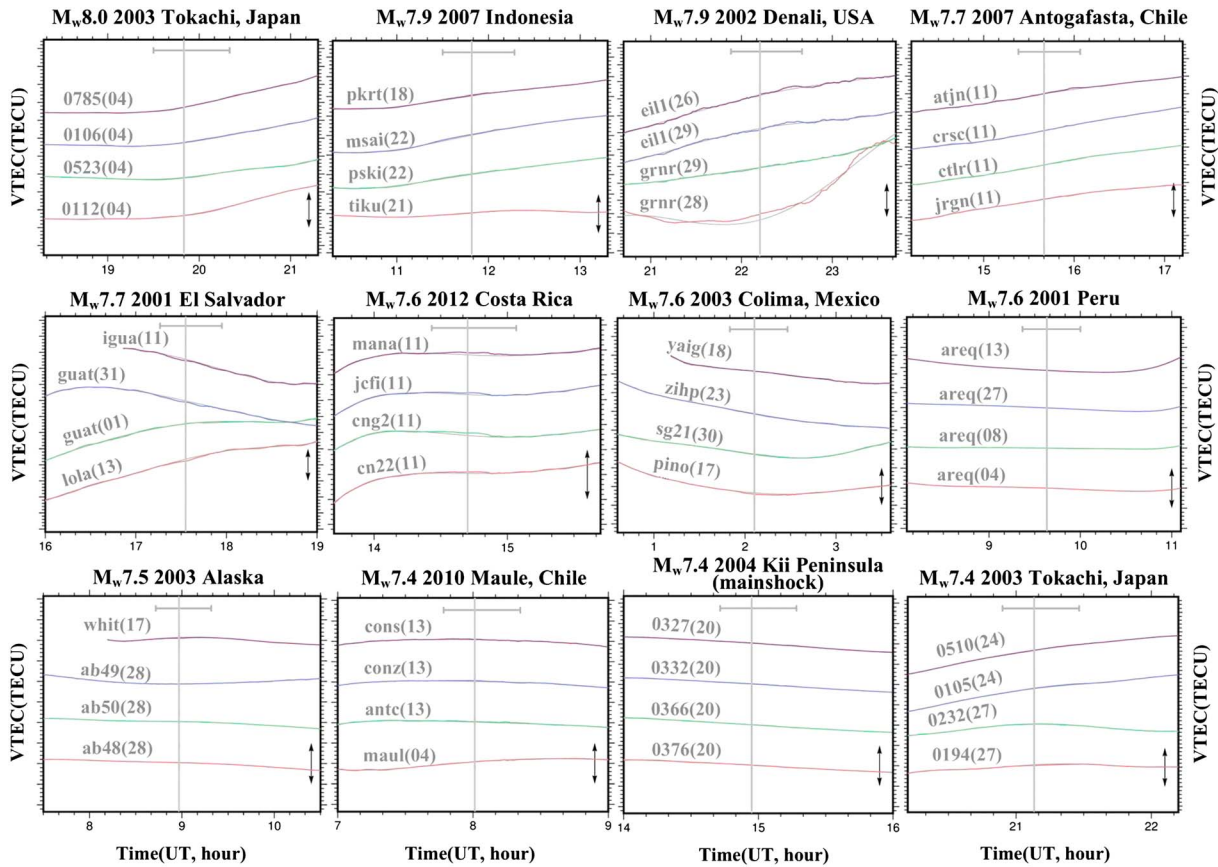 Mw8.0 2003 Tokachi, Japan
Mw7.9 2007 Indonesia
Mw7.9 2002 Denali, USA
Mw7.7 2007 Antogafasta, Chile
VTEC(TECU)
0785(04)
0106(04)
0523(04)
0112(04)
19 20 21
pkrt(18)
msai(22)
pski(22)
tiku(21)
11 12 13
eil1(26)
eil1(29)
grnr(29)
grnr(28)
21 22 23
atjn(11)
crsc(11)
ctlr(11)
jrgn(11)
15 16 17
VTEC(TECU)
Mw7.7 2001 El Salvador
Mw7.6 2012 Costa Rica
Mw7.6 2003 Colima, Mexico
Mw7.6 2001 Peru
VTEC(TECU)
igua(11)
guat(31)
guat(01)
lola(13)
16 17 18 19
mana(11)
jcfi(11)
cng2(11)
cn22(11)
14 15
yaig(18)
zihp(23)
sg21(30)
pino(17)
1 2 3
areq(13)
areq(27)
areq(08)
areq(04)
9 10 11
VTEC(TECU)
Mw7.5 2003 Alaska
Mw7.4 2010 Maule, Chile
Mw7.4 2004 Kii Peninsula
(mainshock)
Mw7.4 2003 Tokachi, Japan
VTEC(TECU)
whit(17)
ab49(28)
ab50(28)
ab48(28)
8 9 10
Time(UT, hour)
cons(13)
conz(13)
antc(13)
maul(04)
7 8 9
Time(UT, hour)
0327(20)
0332(20)
0366(20)
0376(20)
14 15 16
Time(UT, hour)
0510(24)
0105(24)
0232(27)
0194(27)
21 22
Time(UT, hour)
VTEC(TECU)